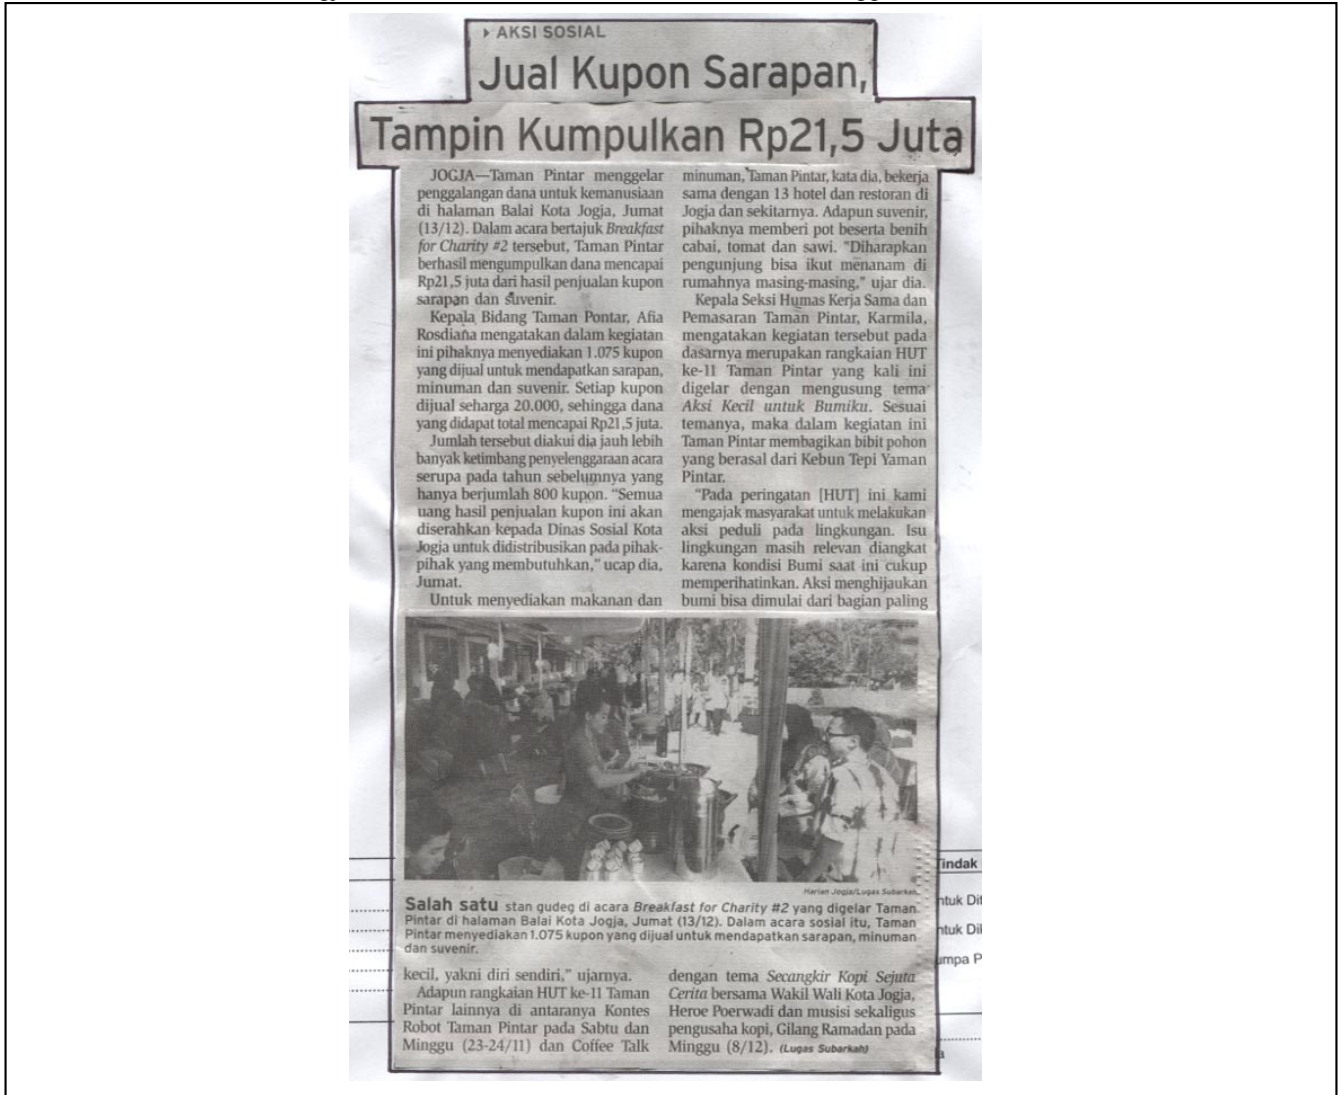 ▸ AKSI SOSIAL
Jual Kupon Sarapan,
Tampin Kumpulkan Rp21,5 Juta
JOGJA—Taman Pintar menggelar
penggalangan dana untuk kemanusiaan
di halaman Balai Kota Jogja, Jumat
(13/12). Dalam acara bertajuk Breakfast
for Charity #2 tersebut, Taman Pintar
berhasil mengumpulkan dana mencapai
Rp21,5 juta dari hasil penjualan kupon
sarapan dan suvenir.
Kepala Bidang Taman Pontar, Afia
Rosdiana mengatakan dalam kegiatan
ini pihaknya menyediakan 1.075 kupon
yang dijual untuk mendapatkan sarapan,
minuman dan suvenir. Setiap kupon
dijual seharga 20.000, sehingga dana
yang didapat total mencapai Rp21,5 juta.
Jumlah tersebut diakui dia jauh lebih
banyak ketimbang penyelenggaraan acara
serupa pada tahun sebelumnya yang
hanya berjumlah 800 kupon. “Semua
uang hasil penjualan kupon ini akan
diserahkan kepada Dinas Sosial Kota
Jogja untuk didistribusikan pada pihak-
pihak yang membutuhkan,” ucap dia,
Jumat.
Untuk menyediakan makanan dan
minuman, Taman Pintar, kata dia, bekerja
sama dengan 13 hotel dan restoran di
Jogja dan sekitarnya. Adapun suvenir,
pihaknya memberi pot beserta benih
cabai, tomat dan sawi. “Diharapkan
pengunjung bisa ikut menanam di
rumahnya masing-masing,” ujar dia.
Kepala Seksi Humas Kerja Sama dan
Pemasaran Taman Pintar, Karmila,
mengatakan kegiatan tersebut pada
dasarnya merupakan rangkaian HUT
ke-11 Taman Pintar yang kali ini
digelar dengan mengusung tema
Aksi Kecil untuk Bumiku. Sesuai
temanya, maka dalam kegiatan ini
Taman Pintar membagikan bibit pohon
yang berasal dari Kebun Tepi Yaman
Pintar.
“Pada peringatan [HUT] ini kami
mengajak masyarakat untuk melakukan
aksi peduli pada lingkungan. Isu
lingkungan masih relevan diangkat
karena kondisi Bumi saat ini cukup
memperihatinkan. Aksi menghijaukan
bumi bisa dimulai dari bagian paling
Harian Jogja/Lugas Subarkah
Salah satu stan gudeg di acara Breakfast for Charity #2 yang digelar Taman
Pintar di halaman Balai Kota Jogja, Jumat (13/12). Dalam acara sosial itu, Taman
Pintar menyediakan 1.075 kupon yang dijual untuk mendapatkan sarapan, minuman
dan suvenir.
kecil, yakni diri sendiri,” ujarnya.
Adapun rangkaian HUT ke-11 Taman
Pintar lainnya di antaranya Kontes
Robot Taman Pintar pada Sabtu dan
Minggu (23-24/11) dan Coffee Talk
dengan tema Secangkir Kopi Sejuta
Cerita bersama Wakil Wali Kota Jogja,
Heroe Poerwadi dan musisi sekaligus
pengusaha kopi, Gilang Ramadan pada
Minggu (8/12). (Lugas Subarkah)